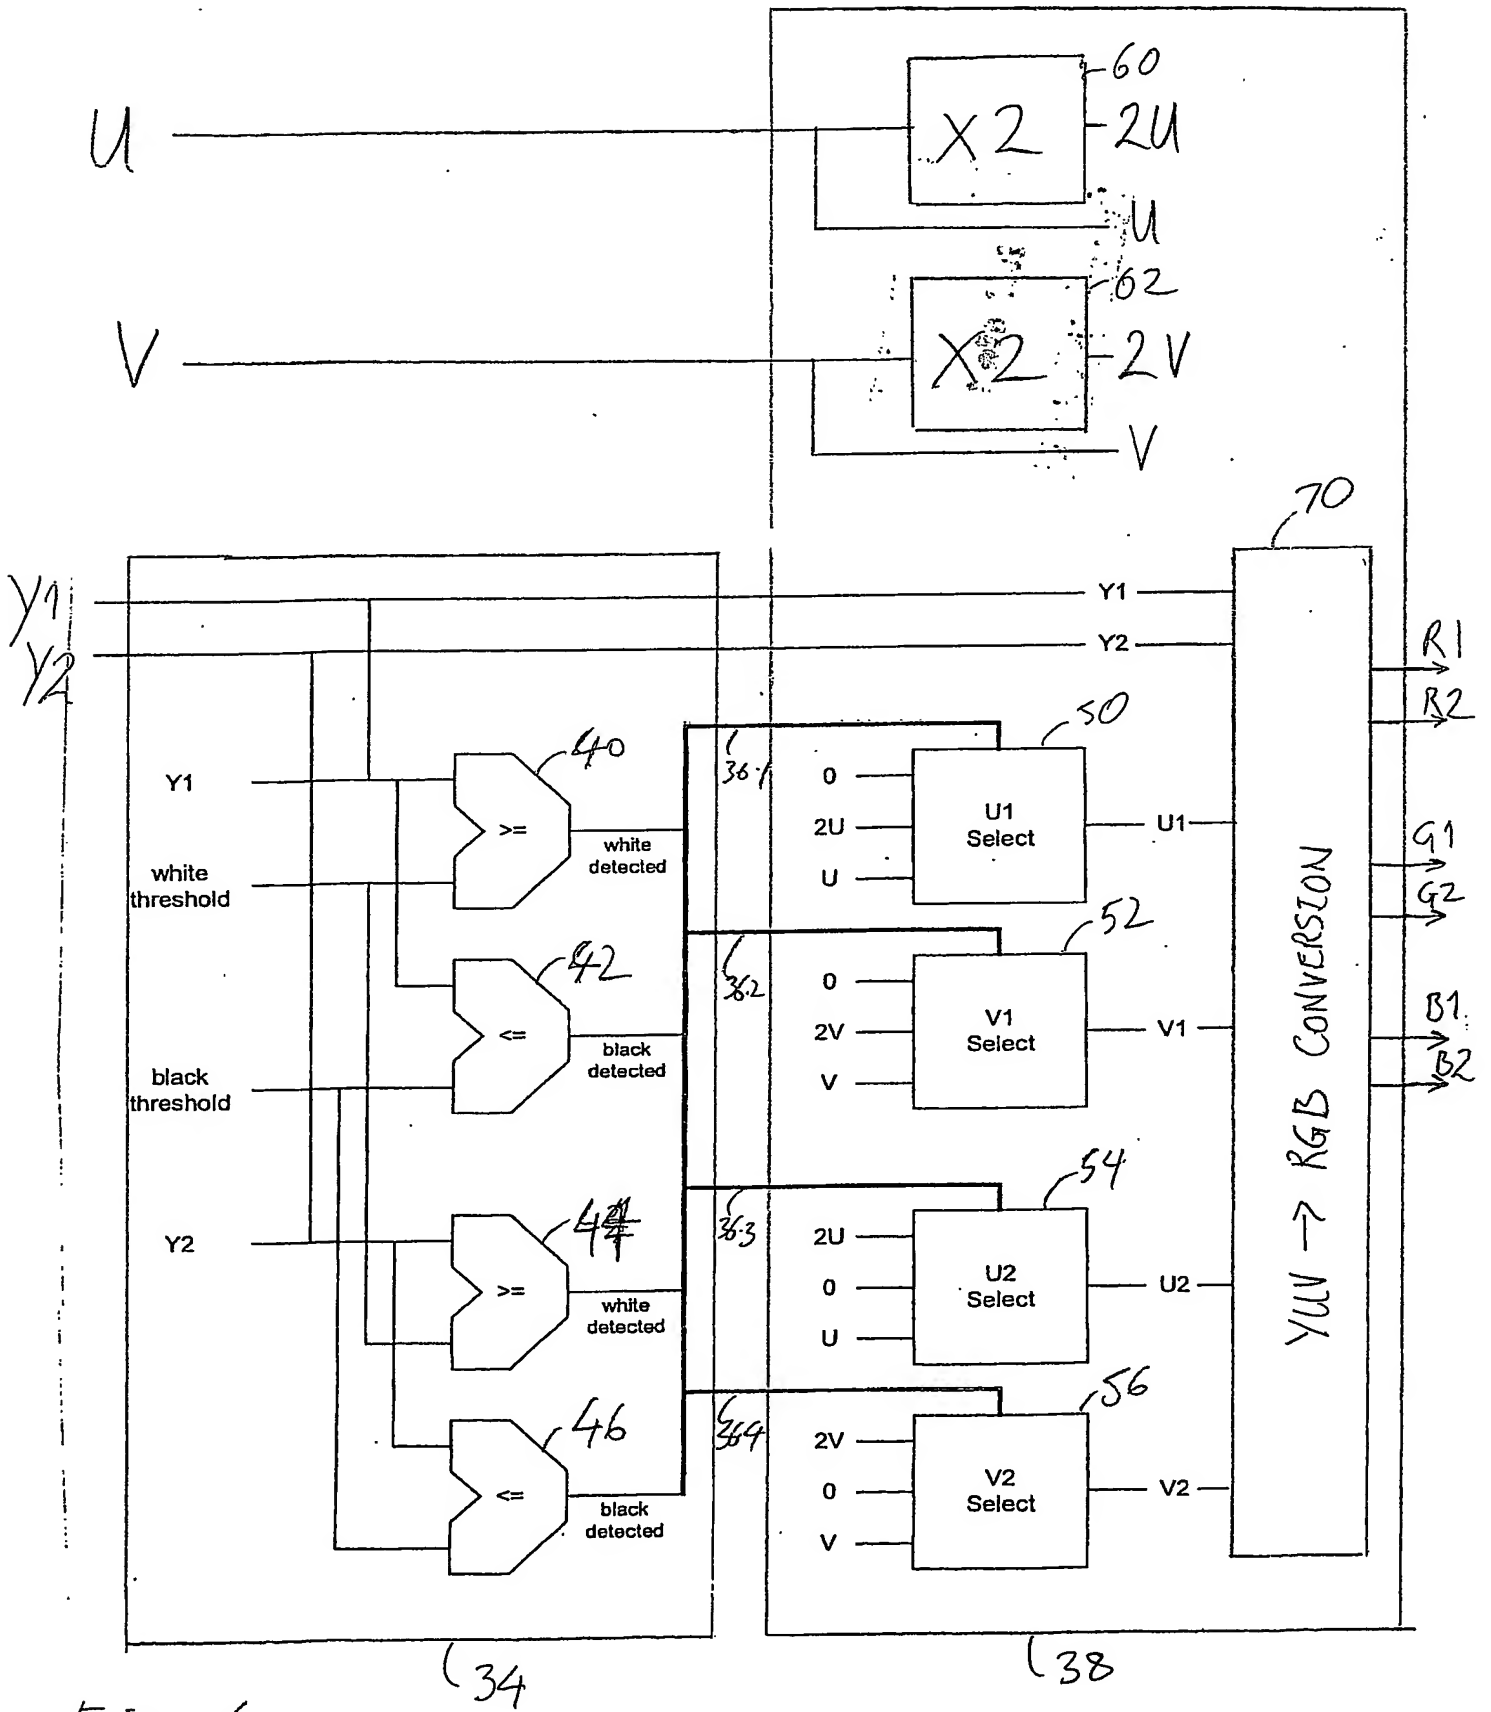 60
U
X2
2U
U
62
V
X2
2V
V
70
Y1
Y1
Y2
Y2
R1
R2
40
50
Y1
36.1
0
U1
Select
2U
U1
>=
white
detected
U
white
threshold
G1
G2
42
52
36.2
0
V1
Select
2V
V1
<=
black
detected
V
black
threshold
B1
B2
YUV → RGB CONVERSION
44
54
Y2
36.3
2U
U2
Select
0
U2
>=
white
detected
U
46
56
36.4
2V
V2
Select
0
V2
<=
black
detected
V
34
38